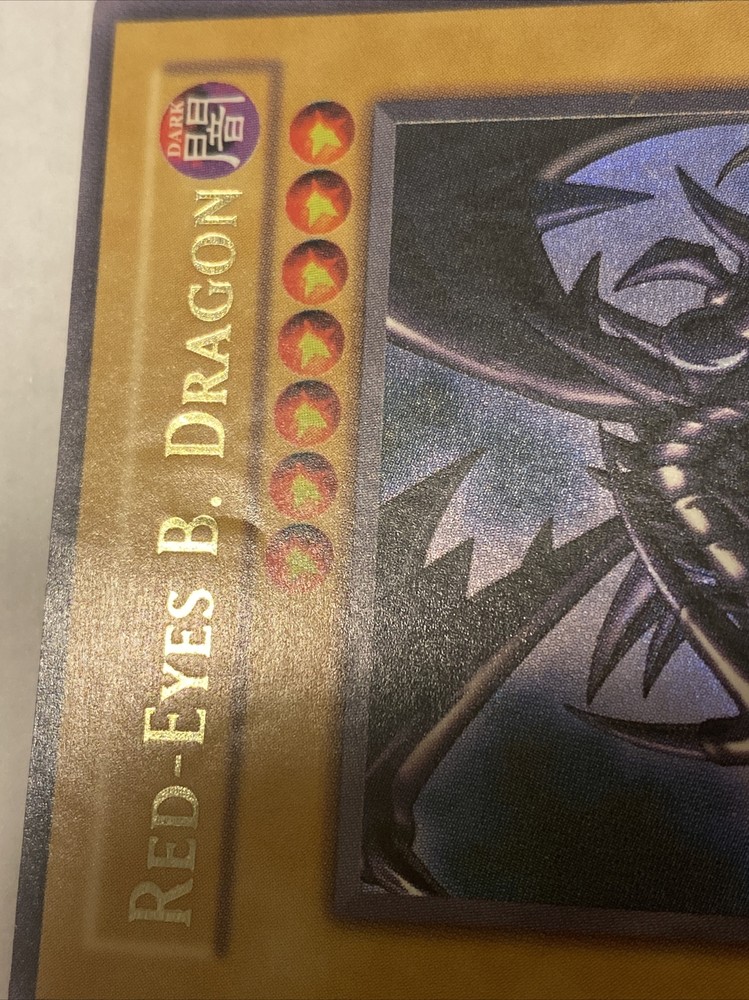 RED-EYES B. DRAGON
DARK
闇